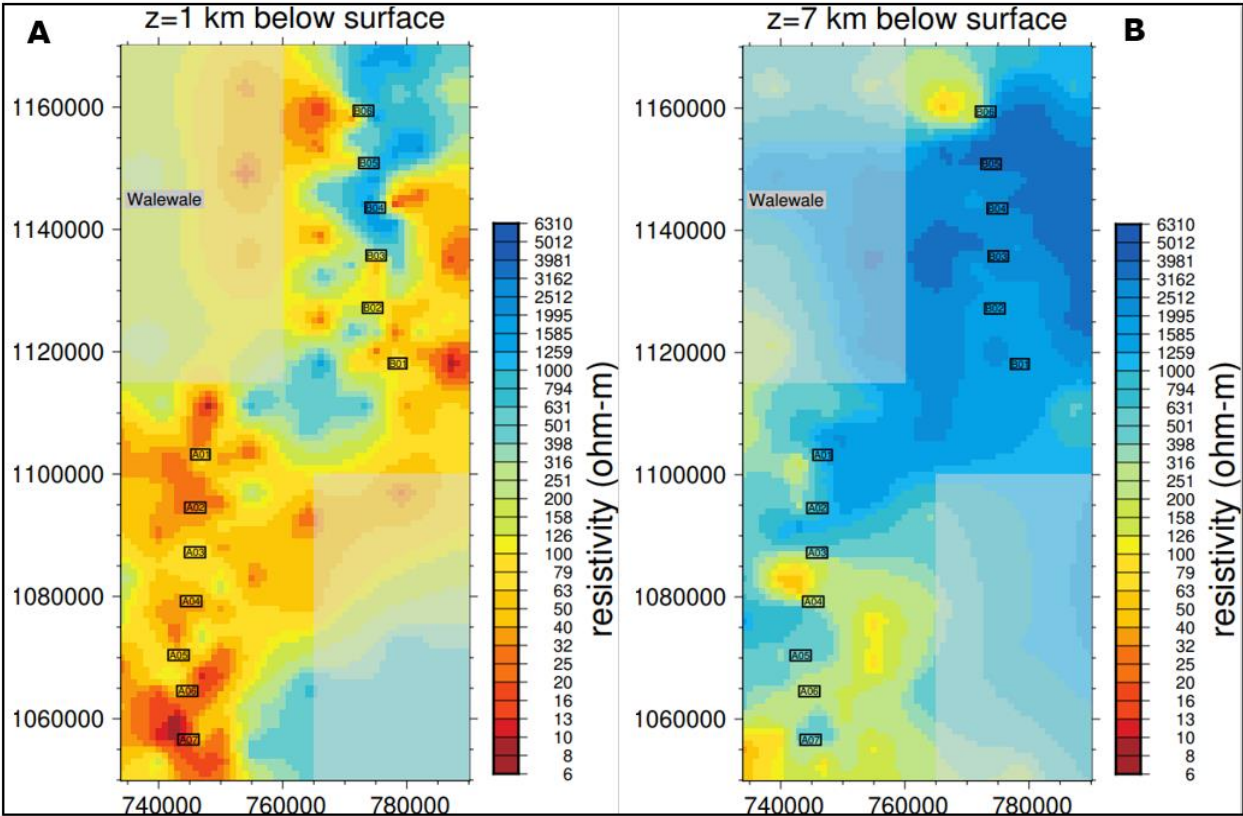 A
z=1 km below surface
1160000
1140000
1120000
1100000
1080000
1060000
740000 760000 780000
Walewale
B06
B05
B04
B03
B02
B01
A01
A02
A03
A04
A05
A06
A07
6310
5012
3981
3162
2512
1995
1585
1259
1000
794
631
501
398
316
251
200
158
126
100
79
63
50
40
32
25
20
16
13
10
8
6
resistivity (ohm-m)
z=7 km below surface
B
1160000
1140000
1120000
1100000
1080000
1060000
740000 760000 780000
Walewale
B06
B05
B04
B03
B02
B01
A01
A02
A03
A04
A05
A06
A07
6310
5012
3981
3162
2512
1995
1585
1259
1000
794
631
501
398
316
251
200
158
126
100
79
63
50
40
32
25
20
16
13
10
8
6
resistivity (ohm-m)